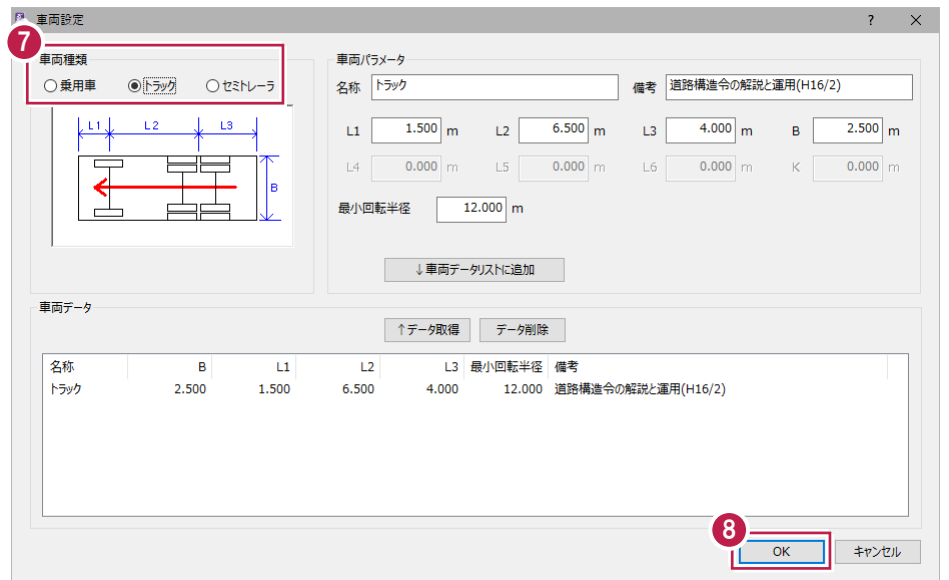 車両設定 ? ×
7
車両種類
乗用車 トラック セミトレーラ
L1 L2 L3
B
車両パラメータ
名称 トラック 備考 道路構造令の解説と運用(H16/2)
L1 1.500 m L2 6.500 m L3 4.000 m B 2.500 m
L4 0.000 m L5 0.000 m L6 0.000 m K 0.000 m
最小回転半径 12.000 m
↓車両データリストに追加
車両データ
↑データ取得 データ削除
名称 B L1 L2 L3 最小回転半径 備考
トラック 2.500 1.500 6.500 4.000 12.000 道路構造令の解説と運用(H16/2)
8
OK キャンセル